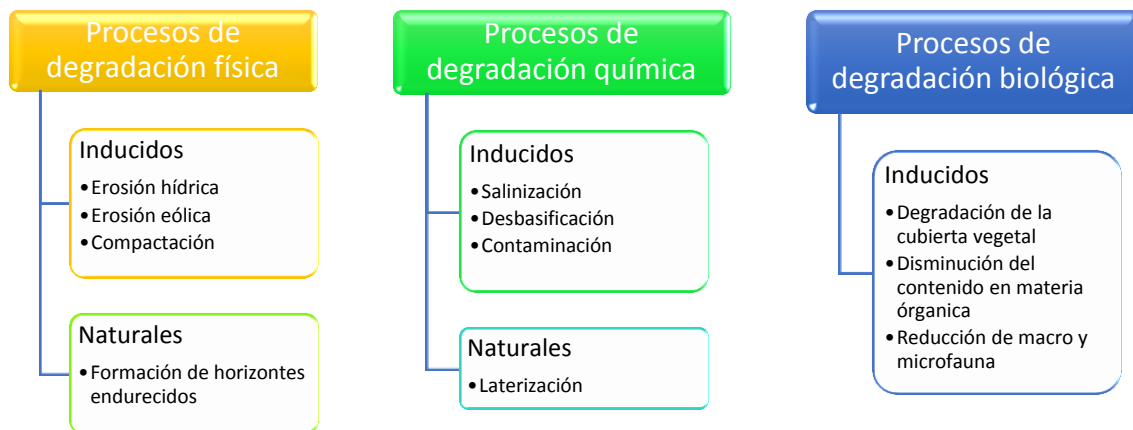 Procesos de
degradación física
Inducidos
•Erosión hídrica
•Erosión eólica
•Compactación
Naturales
•Formación de horizontes
endurecidos
Procesos de
degradación química
Inducidos
•Salinización
•Desbasificación
•Contaminación
Naturales
•Laterización
Procesos de
degradación biológica
Inducidos
•Degradación de la
cubierta vegetal
•Disminución del
contenido en materia
órganica
•Reducción de macro y
microfauna